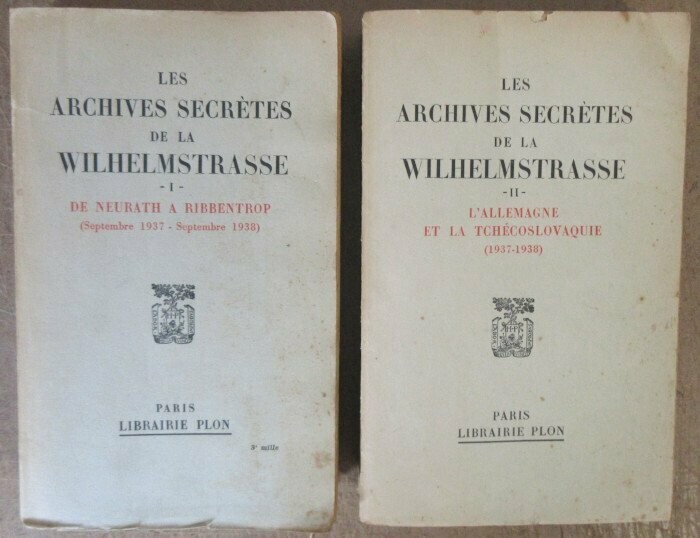 LES
ARCHIVES SECRÈTES
DE LA
WILHELMSTRASSE
- I -
DE NEURATH A RIBBENTROP
(Septembre 1937 - Septembre 1938)
PARIS
LIBRAIRIE PLON
LES
ARCHIVES SECRÈTES
DE LA
WILHELMSTRASSE
- II -
L'ALLEMAGNE
ET LA TCHÉCOSLOVAQUIE
(1937-1938)
PARIS
LIBRAIRIE PLON